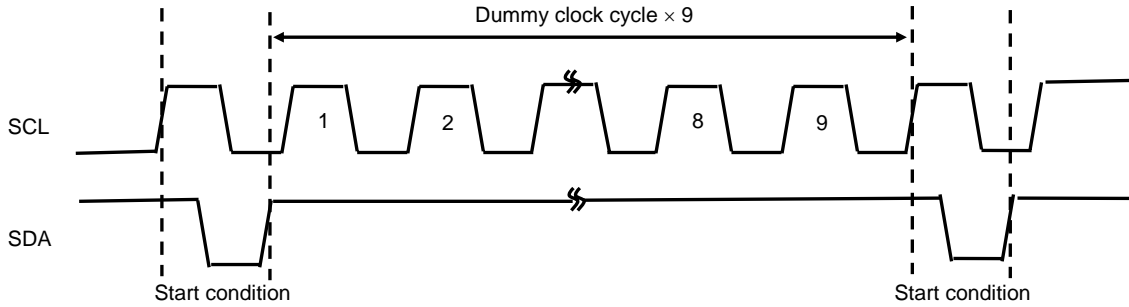 Dummy clock cycle × 9
SCL
1
2
8
9
SDA
Start condition
Start condition